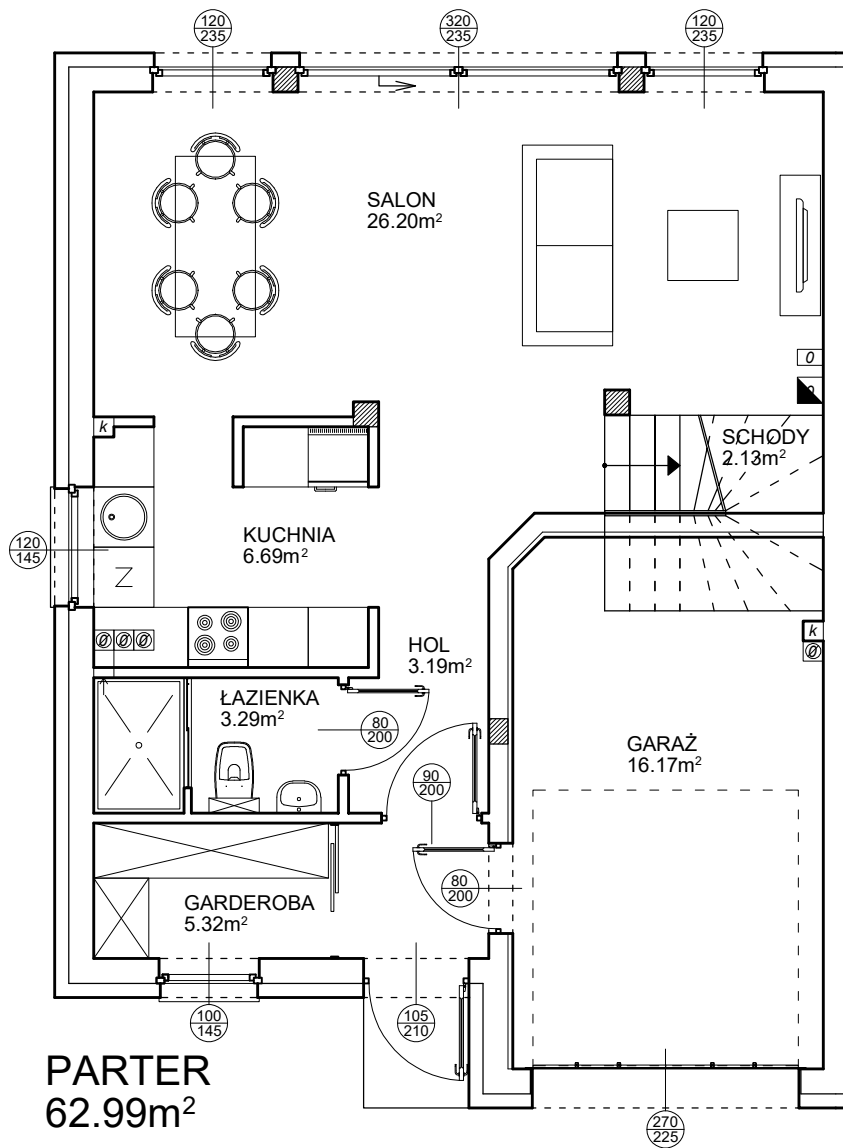 120
235
320
235
120
235
SALON
26.20m²
0
k
SCHODY
2.13m²
120
145
KUCHNIA
6.69m²
Z
Ø Ø Ø
HOL
3.19m²
k
Ø
ŁAZIENKA
3.29m²
80
200
GARAŻ
16.17m²
90
200
GARDEROBA
5.32m²
80
200
100
145
105
210
PARTER
62.99m²
270
225